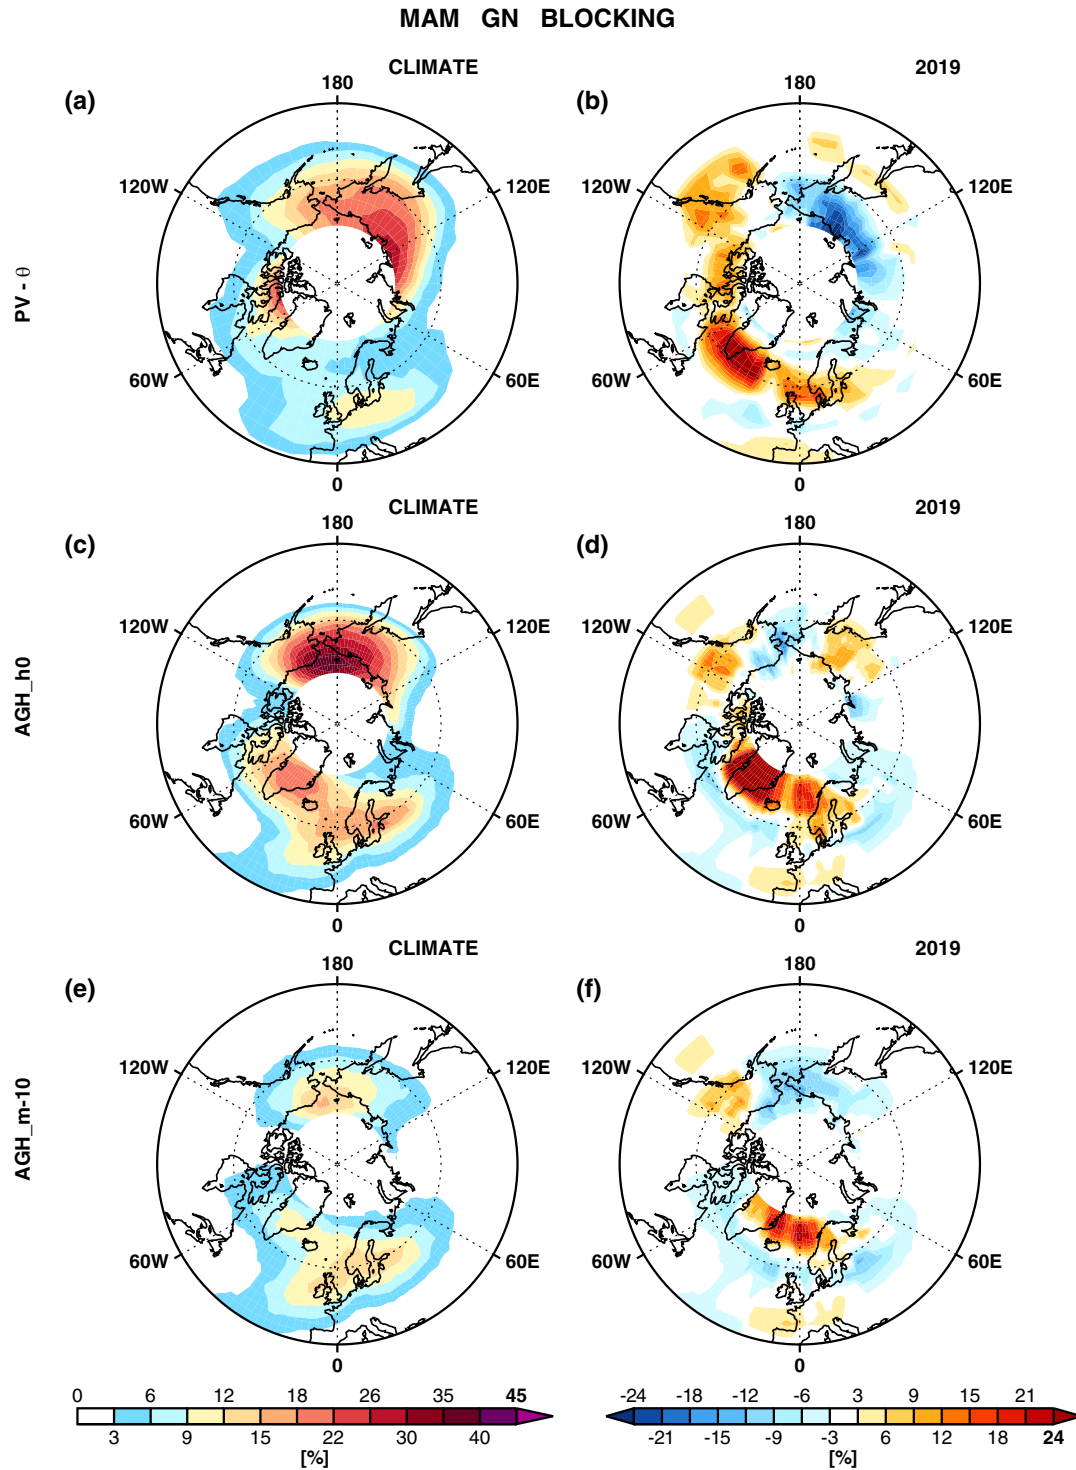 MAM GN BLOCKING
CLIMATE 2019
(a) 180 (b) 180
120W 120E 120W 120E
PV - θ
60W 60E 60W 60E
0 0
CLIMATE 2019
(c) 180 (d) 180
120W 120E 120W 120E
AGH_h0
60W 60E 60W 60E
0 0
CLIMATE 2019
(e) 180 (f) 180
120W 120E 120W 120E
AGH_m-10
60W 60E 60W 60E
0 0
0 6 12 18 26 35 45 -24 -18 -12 -6 3 9 15 21
3 9 15 22 30 40 -21 -15 -9 -3 6 12 18 24
[%] [%]